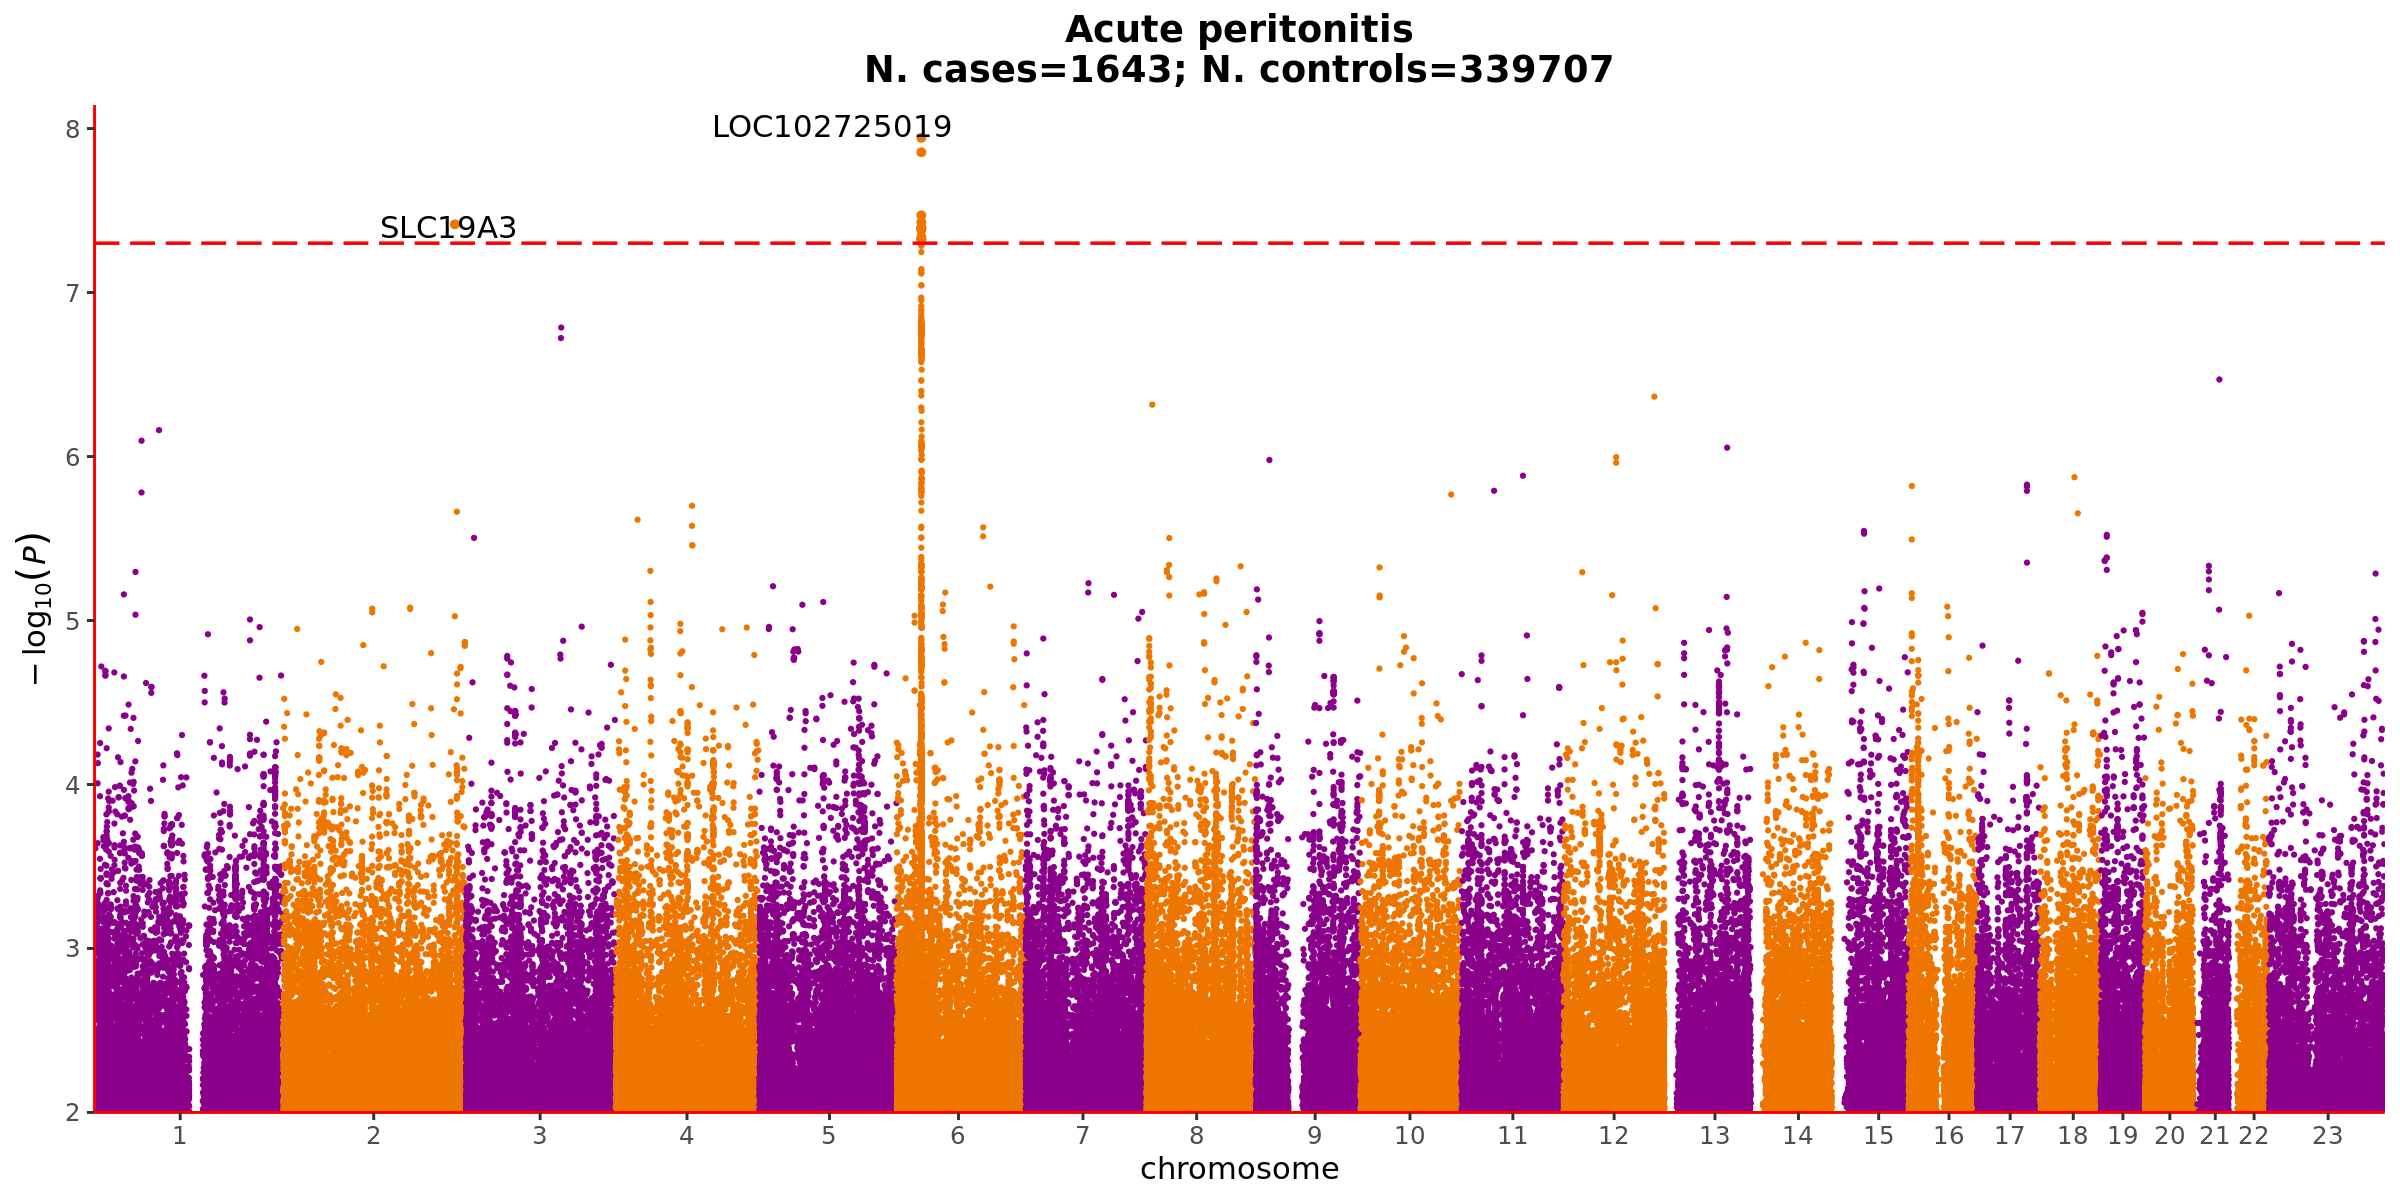 Acute peritonitis
N. cases=1643; N. controls=339707
LOC102725019
SLC19A3
8
7
6
5
4
3
2
−log10(P)
1 2 3 4 5 6 7 8 9 10 11 12 13 14 15 16 17 18 19 20 21 22 23
chromosome